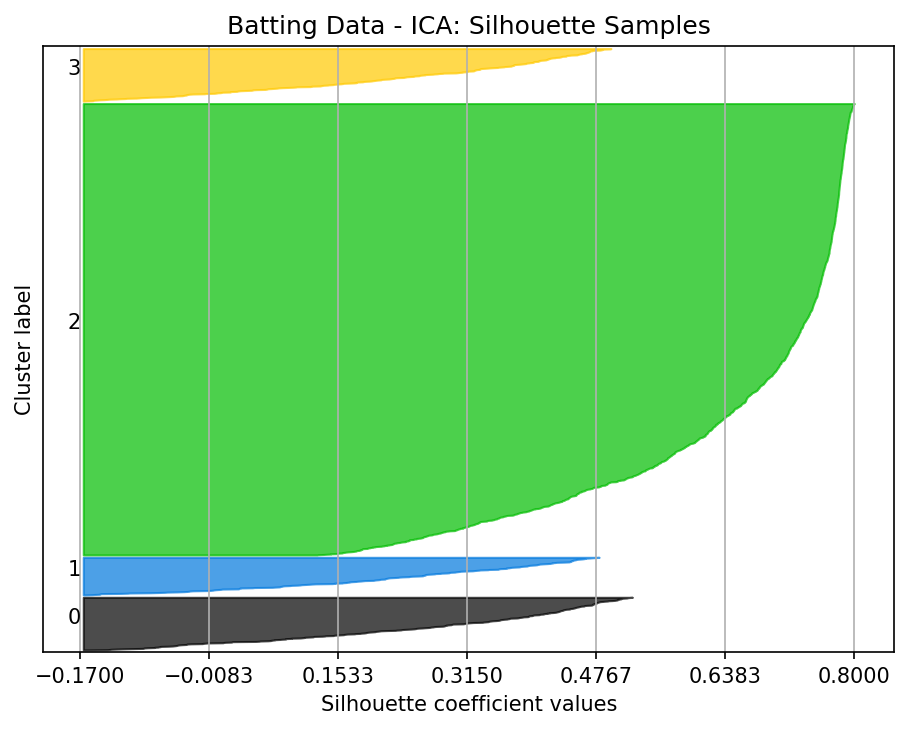 Batting Data - ICA: Silhouette Samples
3
2
1
0
Cluster label
−0.1700 −0.0083 0.1533 0.3150 0.4767 0.6383 0.8000
Silhouette coefficient values